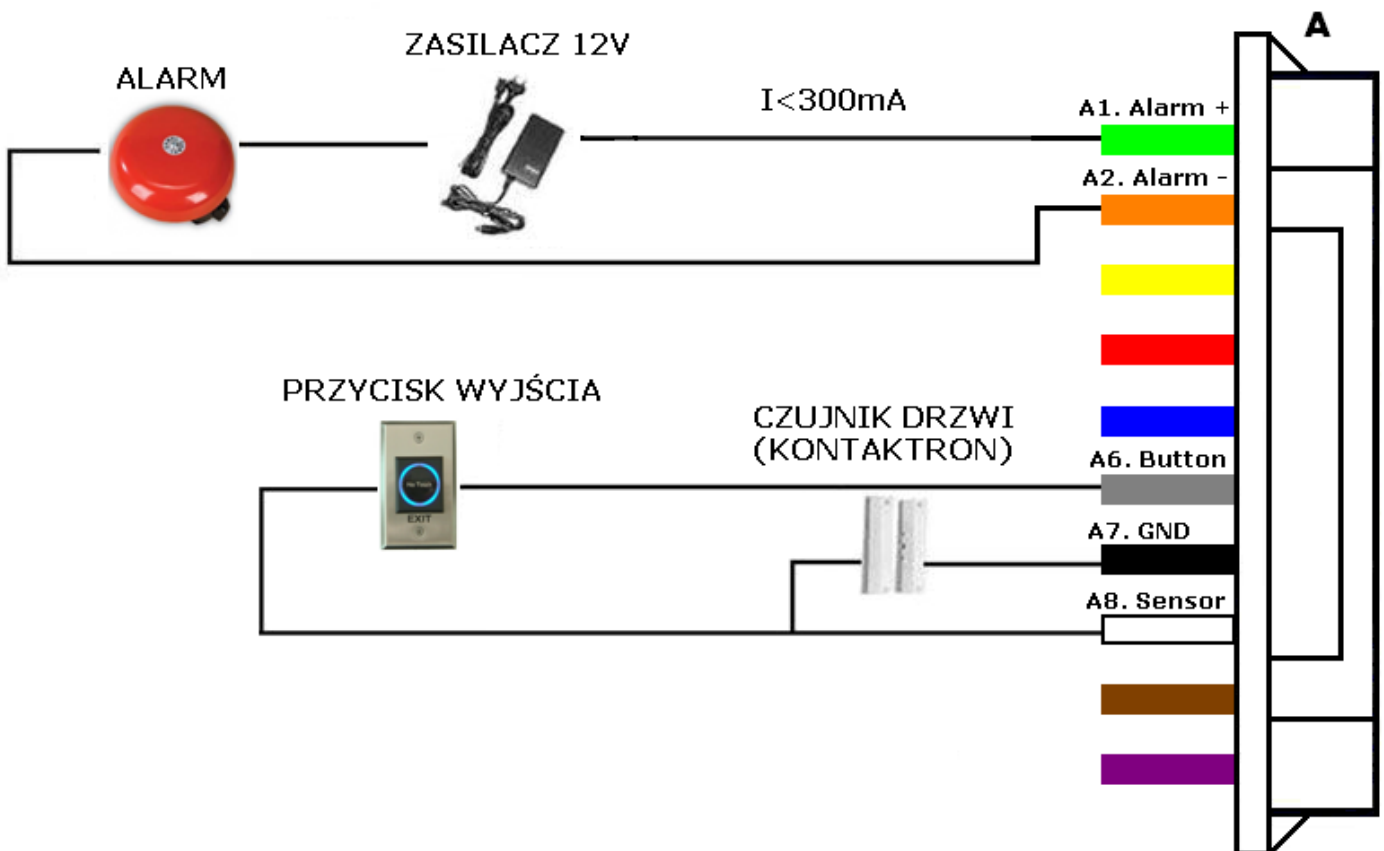 A
ZASILACZ 12V
ALARM
I<300mA
A1. Alarm +
A2. Alarm -
PRZYCISK WYJŚCIA
CZUJNIK DRZWI
(KONTAKTRON)
A6. Button
EXIT
A7. GND
A8. Sensor